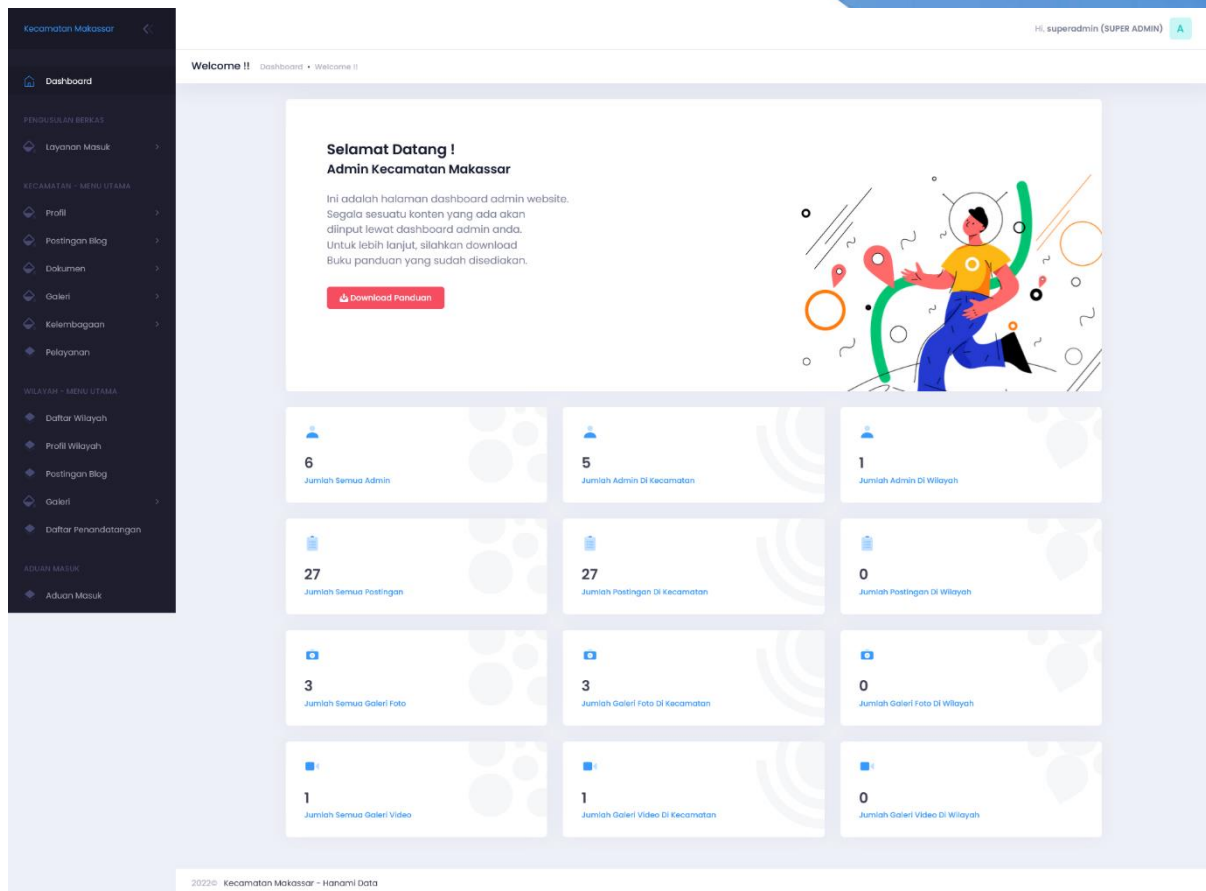 Kecamatan Makassar
Hi, superadmin (SUPER ADMIN) A
Welcome !! Dashboard • Welcome !!
Dashboard
PENGUSULAN BERKAS
Layanan Masuk
KECAMATAN - MENU UTAMA
Profil
Postingan Blog
Dokumen
Galeri
Kelembagaan
Pelayanan
WILAYAH - MENU UTAMA
Daftar Wilayah
Profil Wilayah
Postingan Blog
Galeri
Daftar Penandatangan
ADUAN MASUK
Aduan Masuk
Selamat Datang !
Admin Kecamatan Makassar
Ini adalah halaman dashboard admin website.
Segala sesuatu konten yang ada akan
diinput lewat dashboard admin anda.
Untuk lebih lanjut, silahkan download
Buku panduan yang sudah disediakan.
Download Panduan
6
Jumlah Semua Admin
5
Jumlah Admin Di Kecamatan
1
Jumlah Admin Di Wilayah
27
Jumlah Semua Postingan
27
Jumlah Postingan Di Kecamatan
0
Jumlah Postingan Di Wilayah
3
Jumlah Semua Galeri Foto
3
Jumlah Galeri Foto Di Kecamatan
0
Jumlah Galeri Foto Di Wilayah
1
Jumlah Semua Galeri Video
1
Jumlah Galeri Video Di Kecamatan
0
Jumlah Galeri Video Di Wilayah
2022© Kecamatan Makassar - Hanami Data